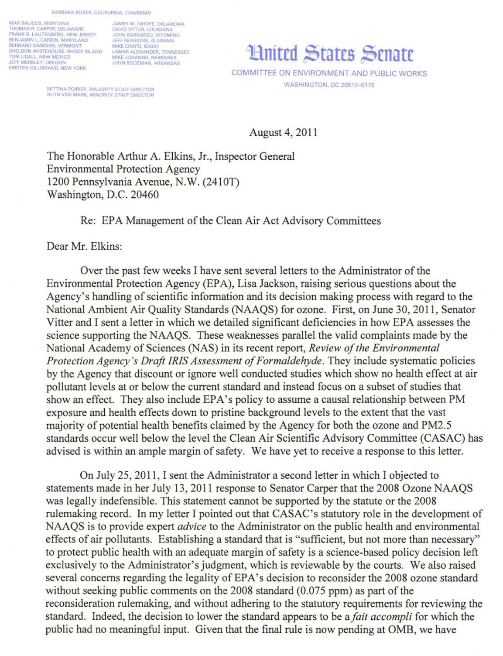 BARBARA BOXER, CALIFORNIA, CHAIRMAN
MAX BAUCUS, MONTANA
THOMAS R. CARPER, DELAWARE
FRANK R. LAUTENBERG, NEW JERSEY
BENJAMIN L. CARDIN, MARYLAND
BERNARD SANDERS, VERMONT
SHELDON WHITEHOUSE, RHODE ISLAND
TOM UDALL, NEW MEXICO
JEFF MERKLEY, OREGON
KIRSTEN GILLIBRAND, NEW YORK
JAMES M. INHOFE, OKLAHOMA
DAVID VITTER, LOUISIANA
JOHN BARRASSO, WYOMING
JEFF SESSIONS, ALABAMA
MIKE CRAPO, IDAHO
LAMAR ALEXANDER, TENNESSEE
MIKE JOHANNS, NEBRASKA
JOHN BOOZMAN, ARKANSAS
BETTINA POIRIER, MAJORITY STAFF DIRECTOR
RUTH VAN MARK, MINORITY STAFF DIRECTOR
United States Senate
COMMITTEE ON ENVIRONMENT AND PUBLIC WORKS
WASHINGTON, DC 20510-6175
August 4, 2011
The Honorable Arthur A. Elkins, Jr., Inspector General
Environmental Protection Agency
1200 Pennsylvania Avenue, N.W. (2410T)
Washington, D.C. 20460
Re: EPA Management of the Clean Air Act Advisory Committees
Dear Mr. Elkins:
Over the past few weeks I have sent several letters to the Administrator of the
Environmental Protection Agency (EPA), Lisa Jackson, raising serious questions about the
Agency's handling of scientific information and its decision making process with regard to the
National Ambient Air Quality Standards (NAAQS) for ozone. First, on June 30, 2011, Senator
Vitter and I sent a letter in which we detailed significant deficiencies in how EPA assesses the
science supporting the NAAQS. These weaknesses parallel the valid complaints made by the
National Academy of Sciences (NAS) in its recent report, Review of the Environmental
Protection Agency's Draft IRIS Assessment of Formaldehyde. They include systematic policies
by the Agency that discount or ignore well conducted studies which show no health effect at air
pollutant levels at or below the current standard and instead focus on a subset of studies that
show an effect. They also include EPA's policy to assume a causal relationship between PM
exposure and health effects down to pristine background levels to the extent that the vast
majority of potential health benefits claimed by the Agency for both the ozone and PM2.5
standards occur well below the level the Clean Air Scientific Advisory Committee (CASAC) has
advised is within an ample margin of safety. We have yet to receive a response to this letter.
On July 25, 2011, I sent the Administrator a second letter in which I objected to
statements made in her July 13, 2011 response to Senator Carper that the 2008 Ozone NAAQS
was legally indefensible. This statement cannot be supported by the statute or the 2008
rulemaking record. In my letter I pointed out that CASAC's statutory role in the development of
NAAQS is to provide expert advice to the Administrator on the public health and environmental
effects of air pollutants. Establishing a standard that is "sufficient, but not more than necessary"
to protect public health with an adequate margin of safety is a science-based policy decision left
exclusively to the Administrator's judgment, which is reviewable by the courts. We also raised
several concerns regarding the legality of EPA's decision to reconsider the 2008 ozone standard
without seeking public comments on the 2008 standard (0.075 ppm) as part of the
reconsideration rulemaking, and without adhering to the statutory requirements for reviewing the
standard. Indeed, the decision to lower the standard appears to be a fait accompli for which the
public had no meaningful input. Given that the final rule is now pending at OMB, we have